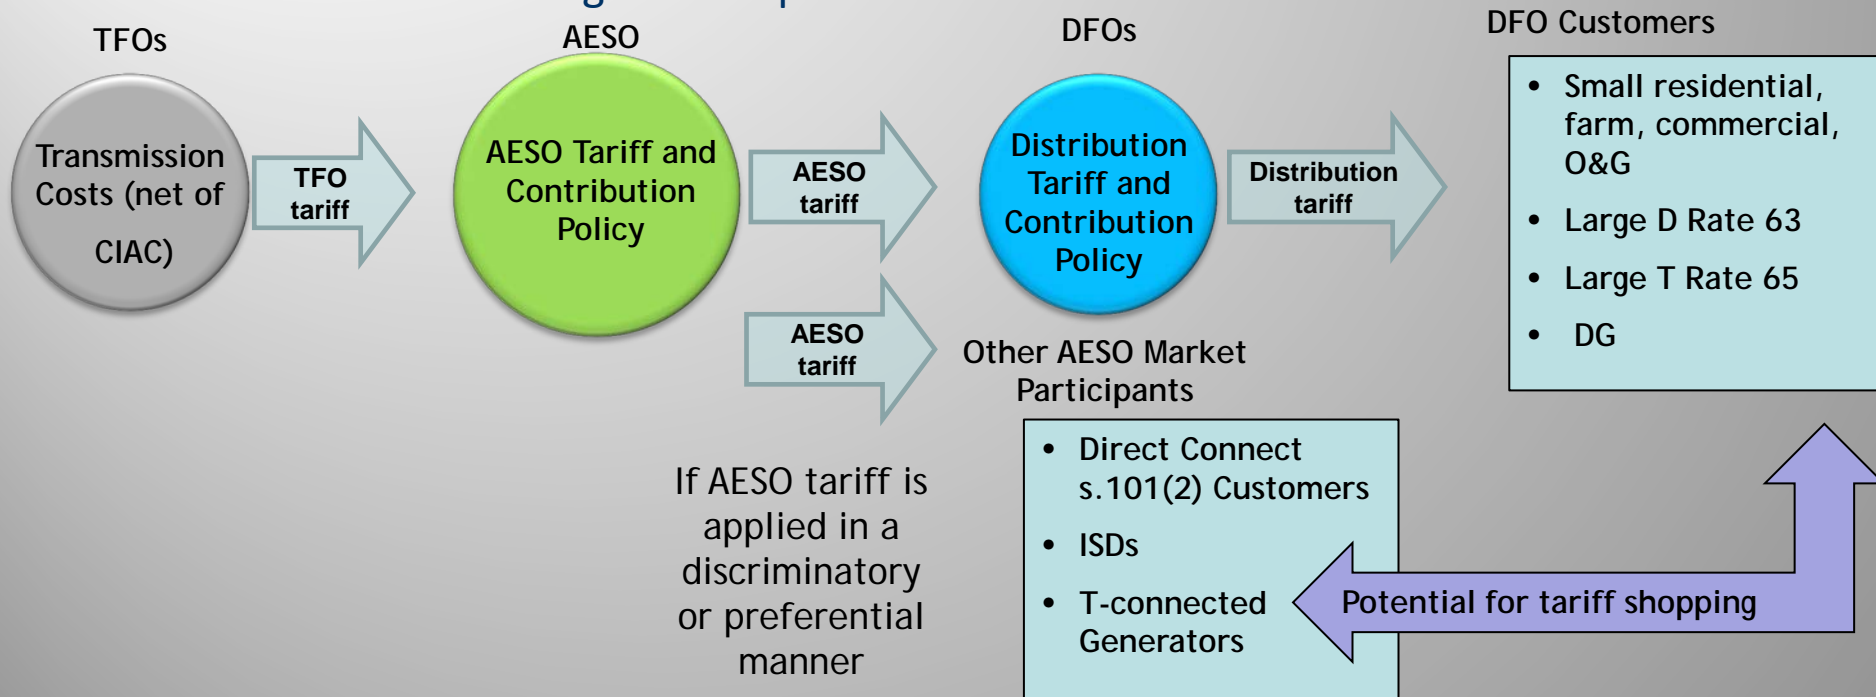 TFOs
AESO
DFOs
DFO Customers
Transmission
Costs (net of
CIAC)
TFO
tariff
AESO Tariff and
Contribution
Policy
AESO
tariff
Distribution
Tariff and
Contribution
Policy
Distribution
tariff
• Small residential,
farm, commercial,
O&G
• Large D Rate 63
• Large T Rate 65
• DG
AESO
tariff
Other AESO Market
Participants
• Direct Connect
s.101(2) Customers
• ISDs
• T-connected
Generators
If AESO tariff is
applied in a
discriminatory
or preferential
manner
Potential for tariff shopping